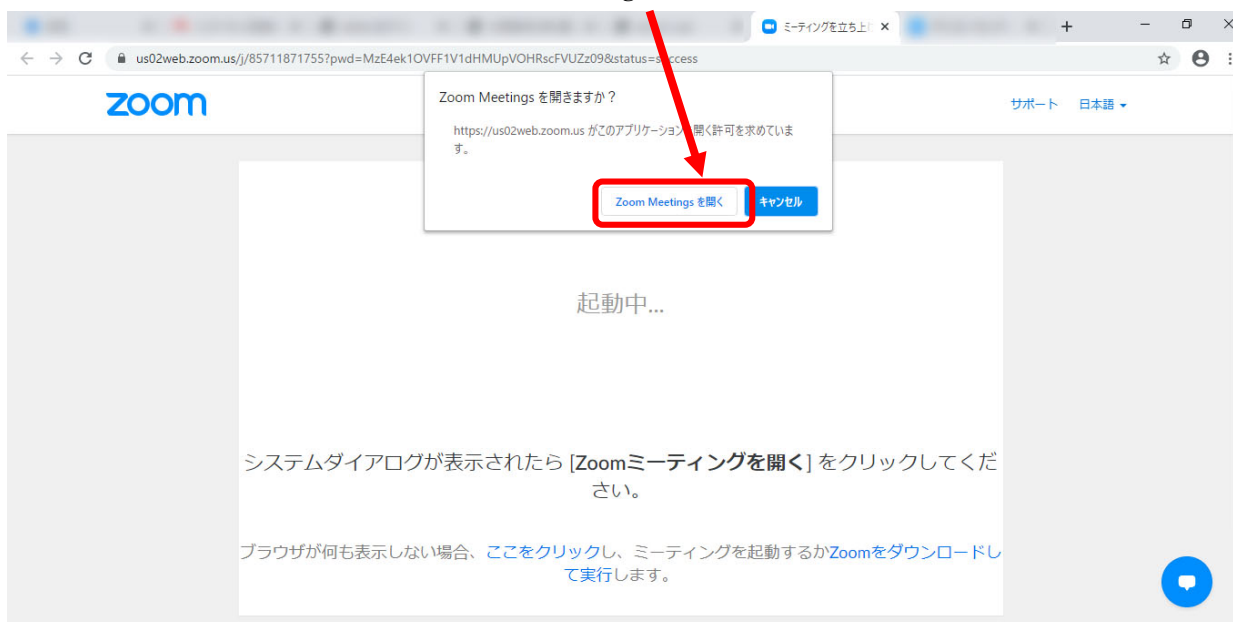 ミーティングを立ち上
us02web.zoom.us/j/85711871755?pwd=MzE4ek1OVFF1V1dHMUpVOHRscFVUZz09&status=success
zoom
サポート 日本語
Zoom Meetings を開きますか？
https://us02web.zoom.us がこのアプリケーションを開く許可を求めていま
す。
Zoom Meetings を開く キャンセル
起動中...
システムダイアログが表示されたら [Zoomミーティングを開く] をクリックしてくだ
さい。
ブラウザが何も表示しない場合、ここをクリックし、ミーティングを起動するかZoomをダウンロードし
て実行します。